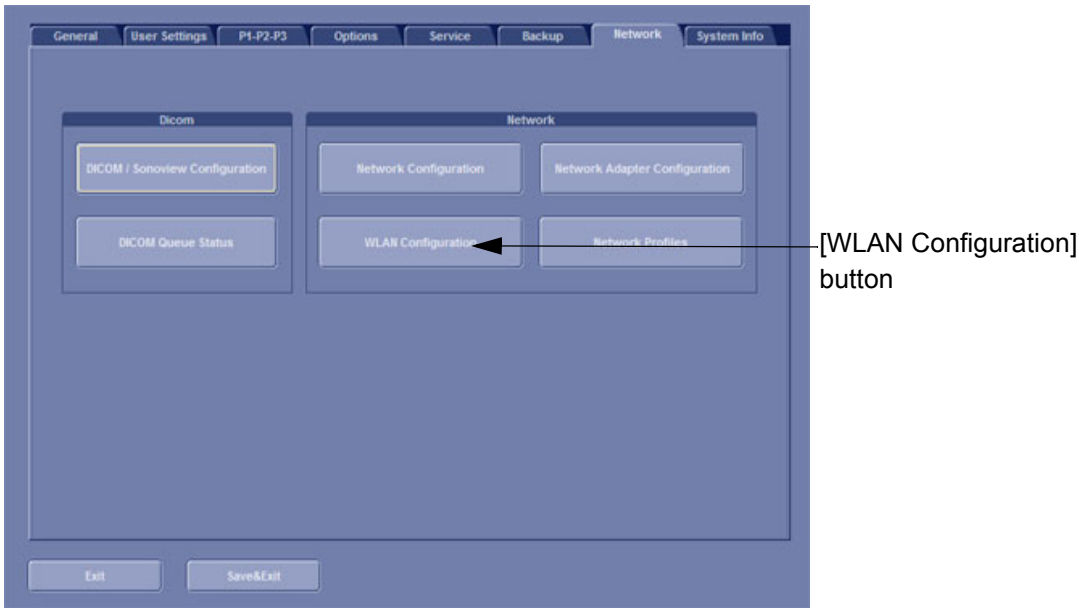 General User Settings P1-P2-P3 Options Service Backup Network System Info
Dicom
Network
DICOM / Sonoview Configuration
Network Configuration
Network Adapter Configuration
DICOM Queue Status
WLAN Configuration
Network Profiles
[WLAN Configuration]
button
Exit
Save&Exit